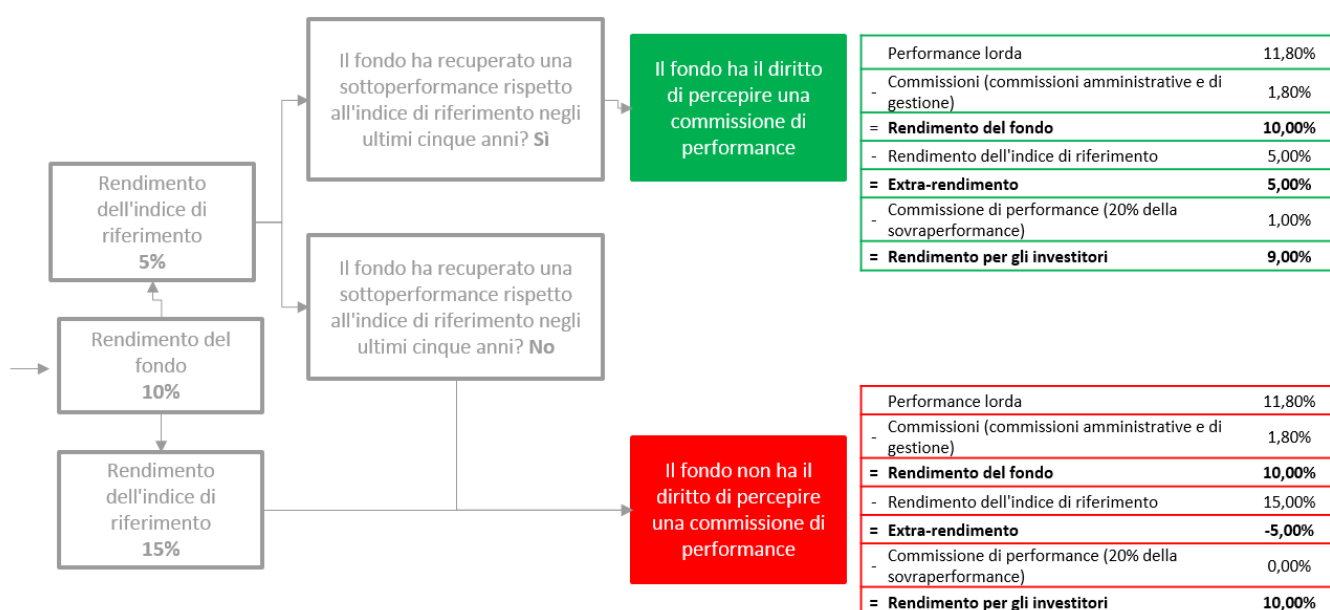 Rendimento del
fondo
10%
Rendimento
dell'indice di
riferimento
5%
Rendimento
dell'indice di
riferimento
15%
Il fondo ha recuperato una
sottoperformance rispetto
all'indice di riferimento negli
ultimi cinque anni? Sì
Il fondo ha recuperato una
sottoperformance rispetto
all'indice di riferimento negli
ultimi cinque anni? No
Il fondo ha il diritto
di percepire una
commissione di
performance
Performance lorda 11,80%
- Commissioni (commissioni amministrative e di
gestione) 1,80%
= Rendimento del fondo 10,00%
- Rendimento dell'indice di riferimento 5,00%
= Extra-rendimento 5,00%
- Commissione di performance (20% della
sovraperformance) 1,00%
= Rendimento per gli investitori 9,00%
Il fondo non ha il
diritto di percepire
una commissione di
performance
Performance lorda 11,80%
- Commissioni (commissioni amministrative e di
gestione) 1,80%
= Rendimento del fondo 10,00%
- Rendimento dell'indice di riferimento 15,00%
= Extra-rendimento -5,00%
- Commissione di performance (20% della
sovraperformance) 0,00%
= Rendimento per gli investitori 10,00%